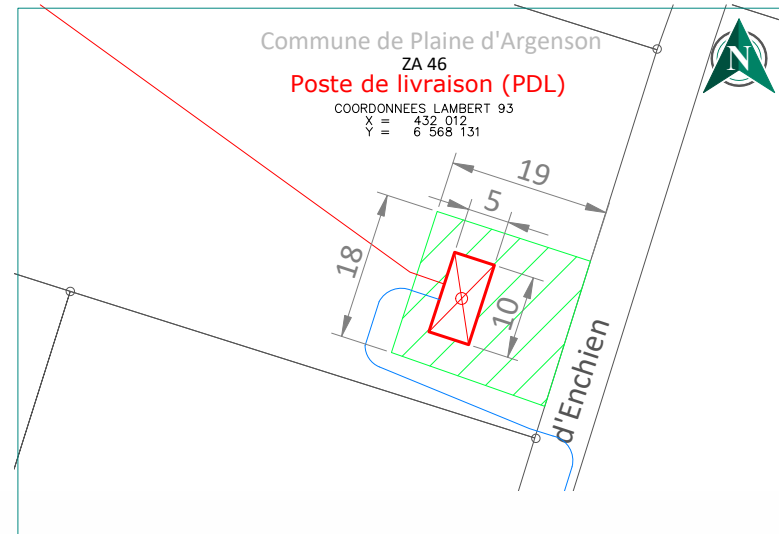 Commune de Plaine d'Argenson
ZA 46
Poste de livraison (PDL)
COORDONNEES LAMBERT 93
X = 432 012
Y = 6 568 131
N
19
5
18
10
d'Enchien